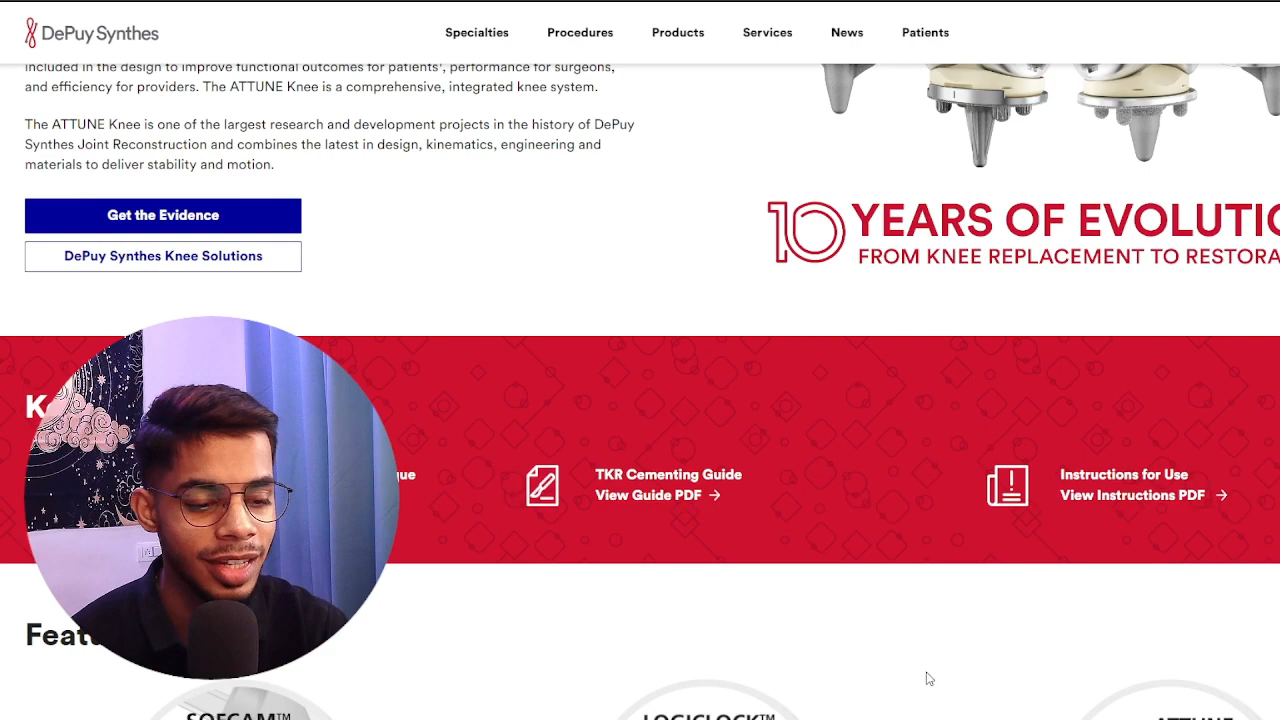 DePuy Synthes
Specialties
Procedures
Products
Services
News
Patients
included in the design to improve functional outcomes for patients¹, performance for surgeons,
and efficiency for providers. The ATTUNE Knee is a comprehensive, integrated knee system.
The ATTUNE Knee is one of the largest research and development projects in the history of DePuy
Synthes Joint Reconstruction and combines the latest in design, kinematics, engineering and
materials to deliver stability and motion.
Get the Evidence
DePuy Synthes Knee Solutions
10 YEARS OF EVOLUTIO
FROM KNEE REPLACEMENT TO RESTORA
TKR Cementing Guide
View Guide PDF →
Instructions for Use
View Instructions PDF →
SOFCAM™
LOGICLOCK™
ATTUNE